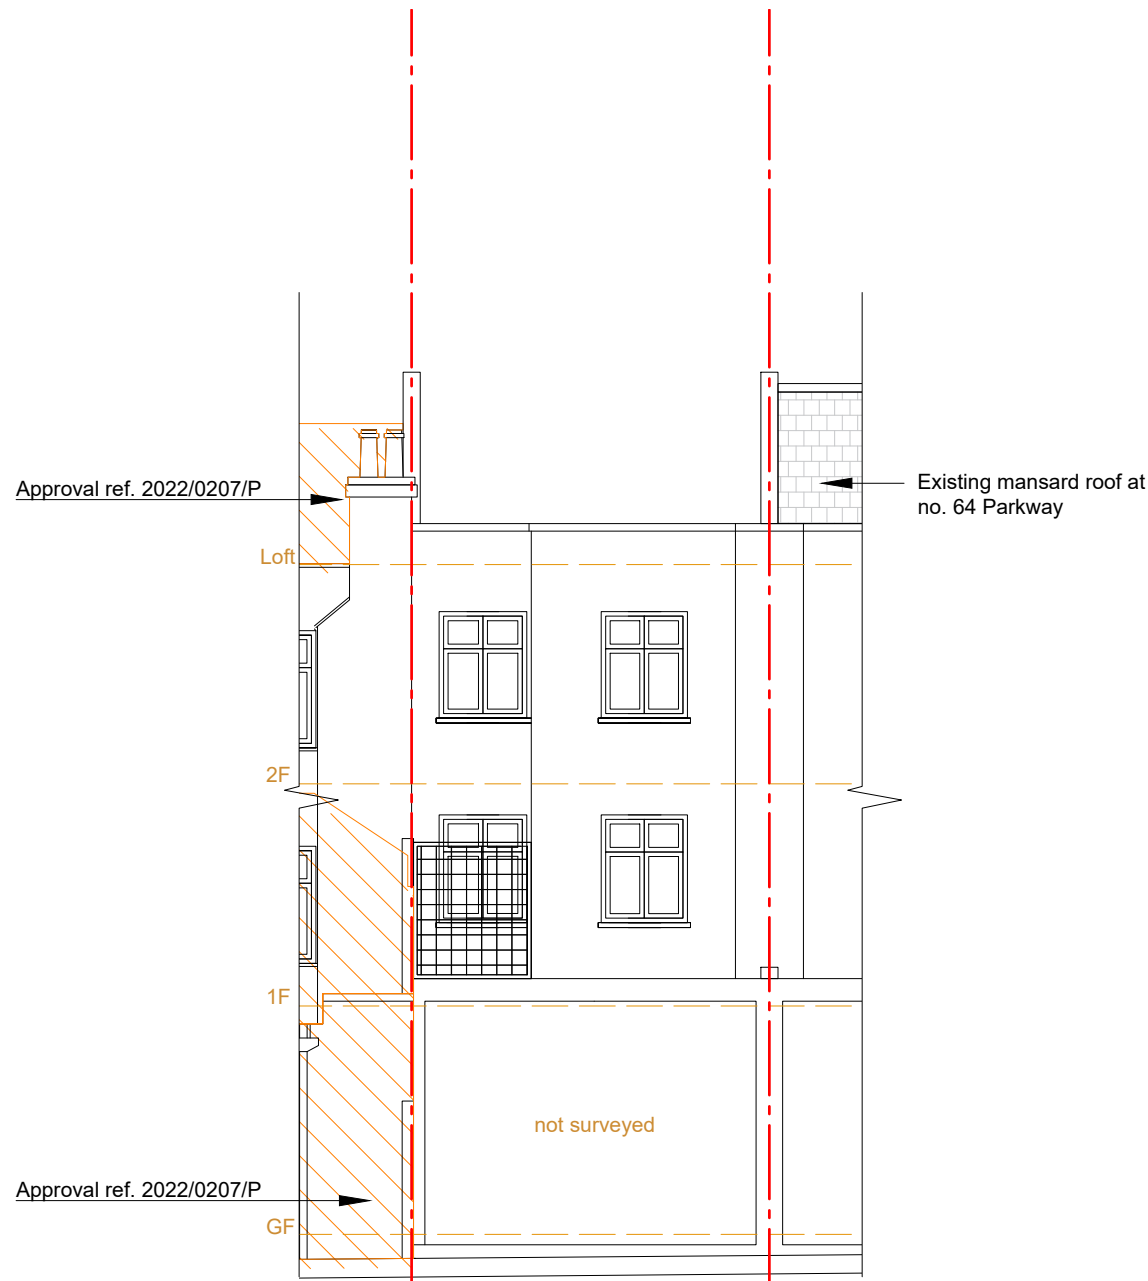 Approval ref. 2022/0207/P
Existing mansard roof at
no. 64 Parkway
Loft
2F
1F
not surveyed
Approval ref. 2022/0207/P
GF